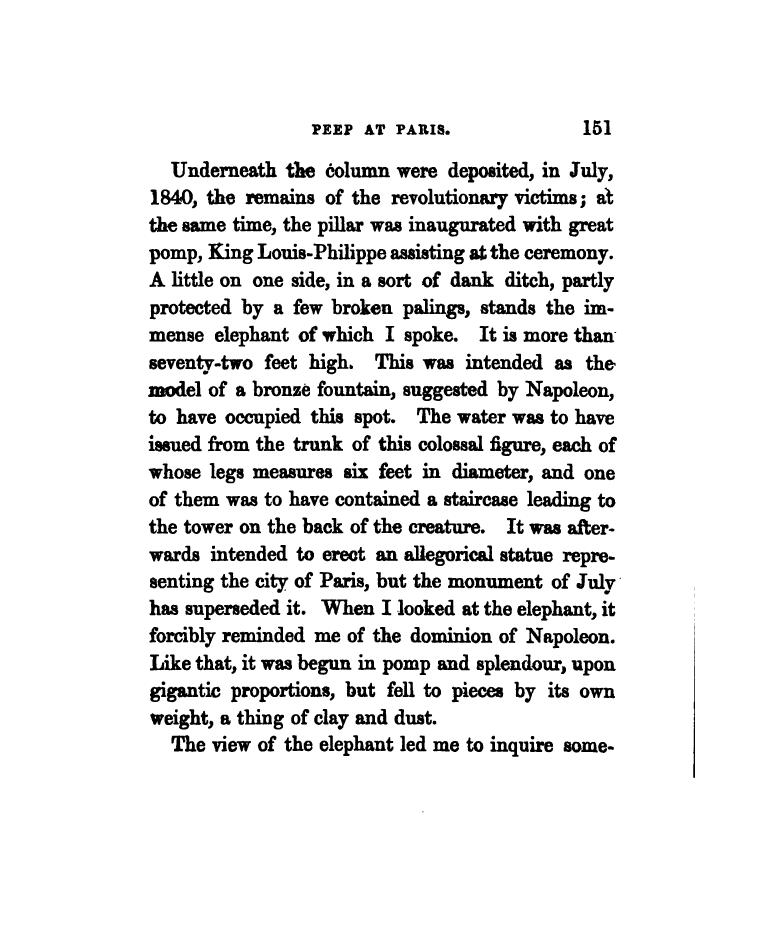 PEEP AT PARIS. 151
Underneath the column were deposited, in July,
1840, the remains of the revolutionary victims; at
the same time, the pillar was inaugurated with great
pomp, King Louis-Philippe assisting at the ceremony.
A little on one side, in a sort of dank ditch, partly
protected by a few broken palings, stands the im-
mense elephant of which I spoke. It is more than
seventy-two feet high. This was intended as the
model of a bronze fountain, suggested by Napoleon,
to have occupied this spot. The water was to have
issued from the trunk of this colossal figure, each of
whose legs measures six feet in diameter, and one
of them was to have contained a staircase leading to
the tower on the back of the creature. It was after-
wards intended to erect an allegorical statue repre-
senting the city of Paris, but the monument of July
has superseded it. When I looked at the elephant, it
forcibly reminded me of the dominion of Napoleon.
Like that, it was begun in pomp and splendour, upon
gigantic proportions, but fell to pieces by its own
weight, a thing of clay and dust.
The view of the elephant led me to inquire some-